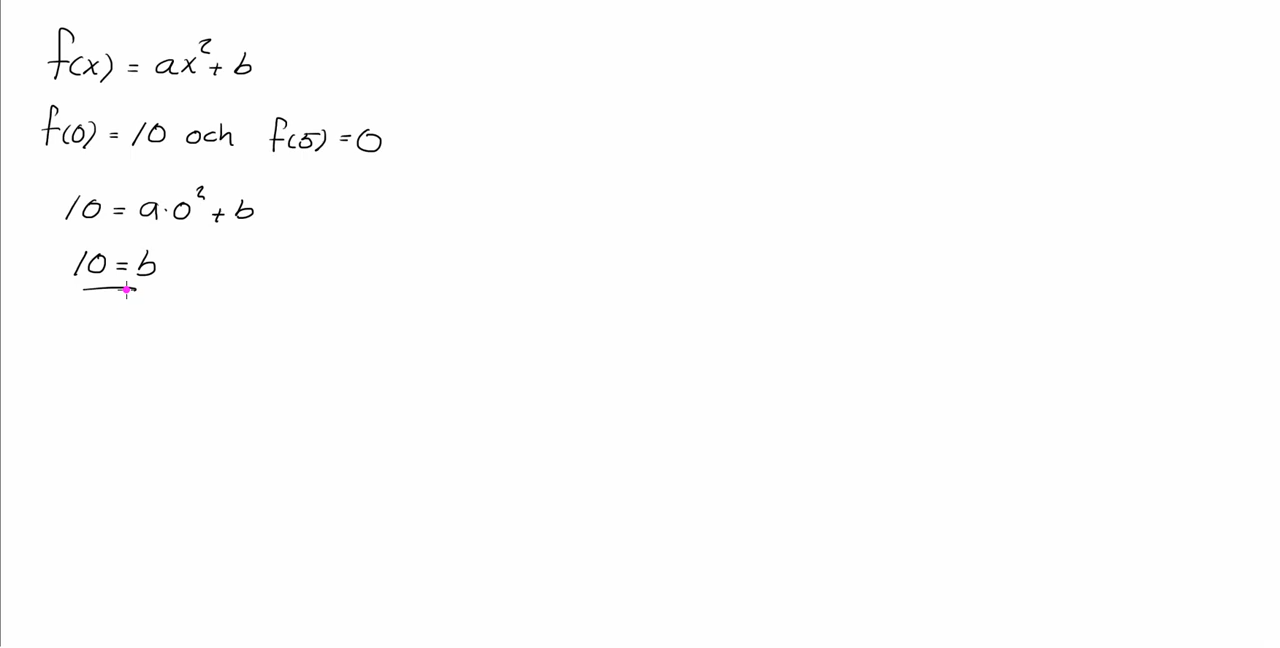 f(x) = ax² + b
f(0) = 10 och f(5) = 0
10 = a·0² + b
10 = b